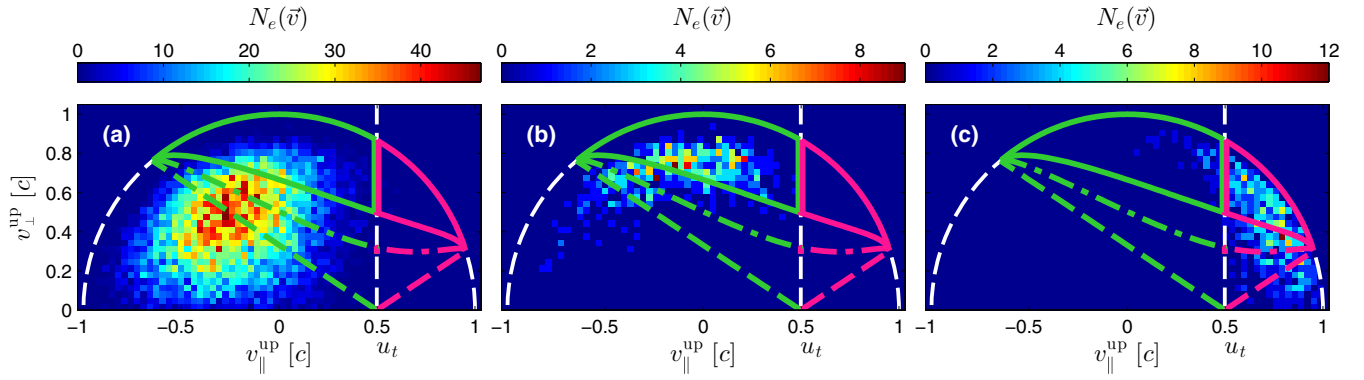 N_e(\vec{v}) N_e(\vec{v}) N_e(\vec{v})
0 10 20 30 40 0 2 4 6 8 0 2 4 6 8 10 12
(a) (b) (c)
1
0.8
0.6
0.4
0.2
0
v_⊥^{up} [c]
−1 −0.5 0 0.5 1 −1 −0.5 0 0.5 1 −1 −0.5 0 0.5 1
v_∥^{up} [c] u_t v_∥^{up} [c] u_t v_∥^{up} [c] u_t